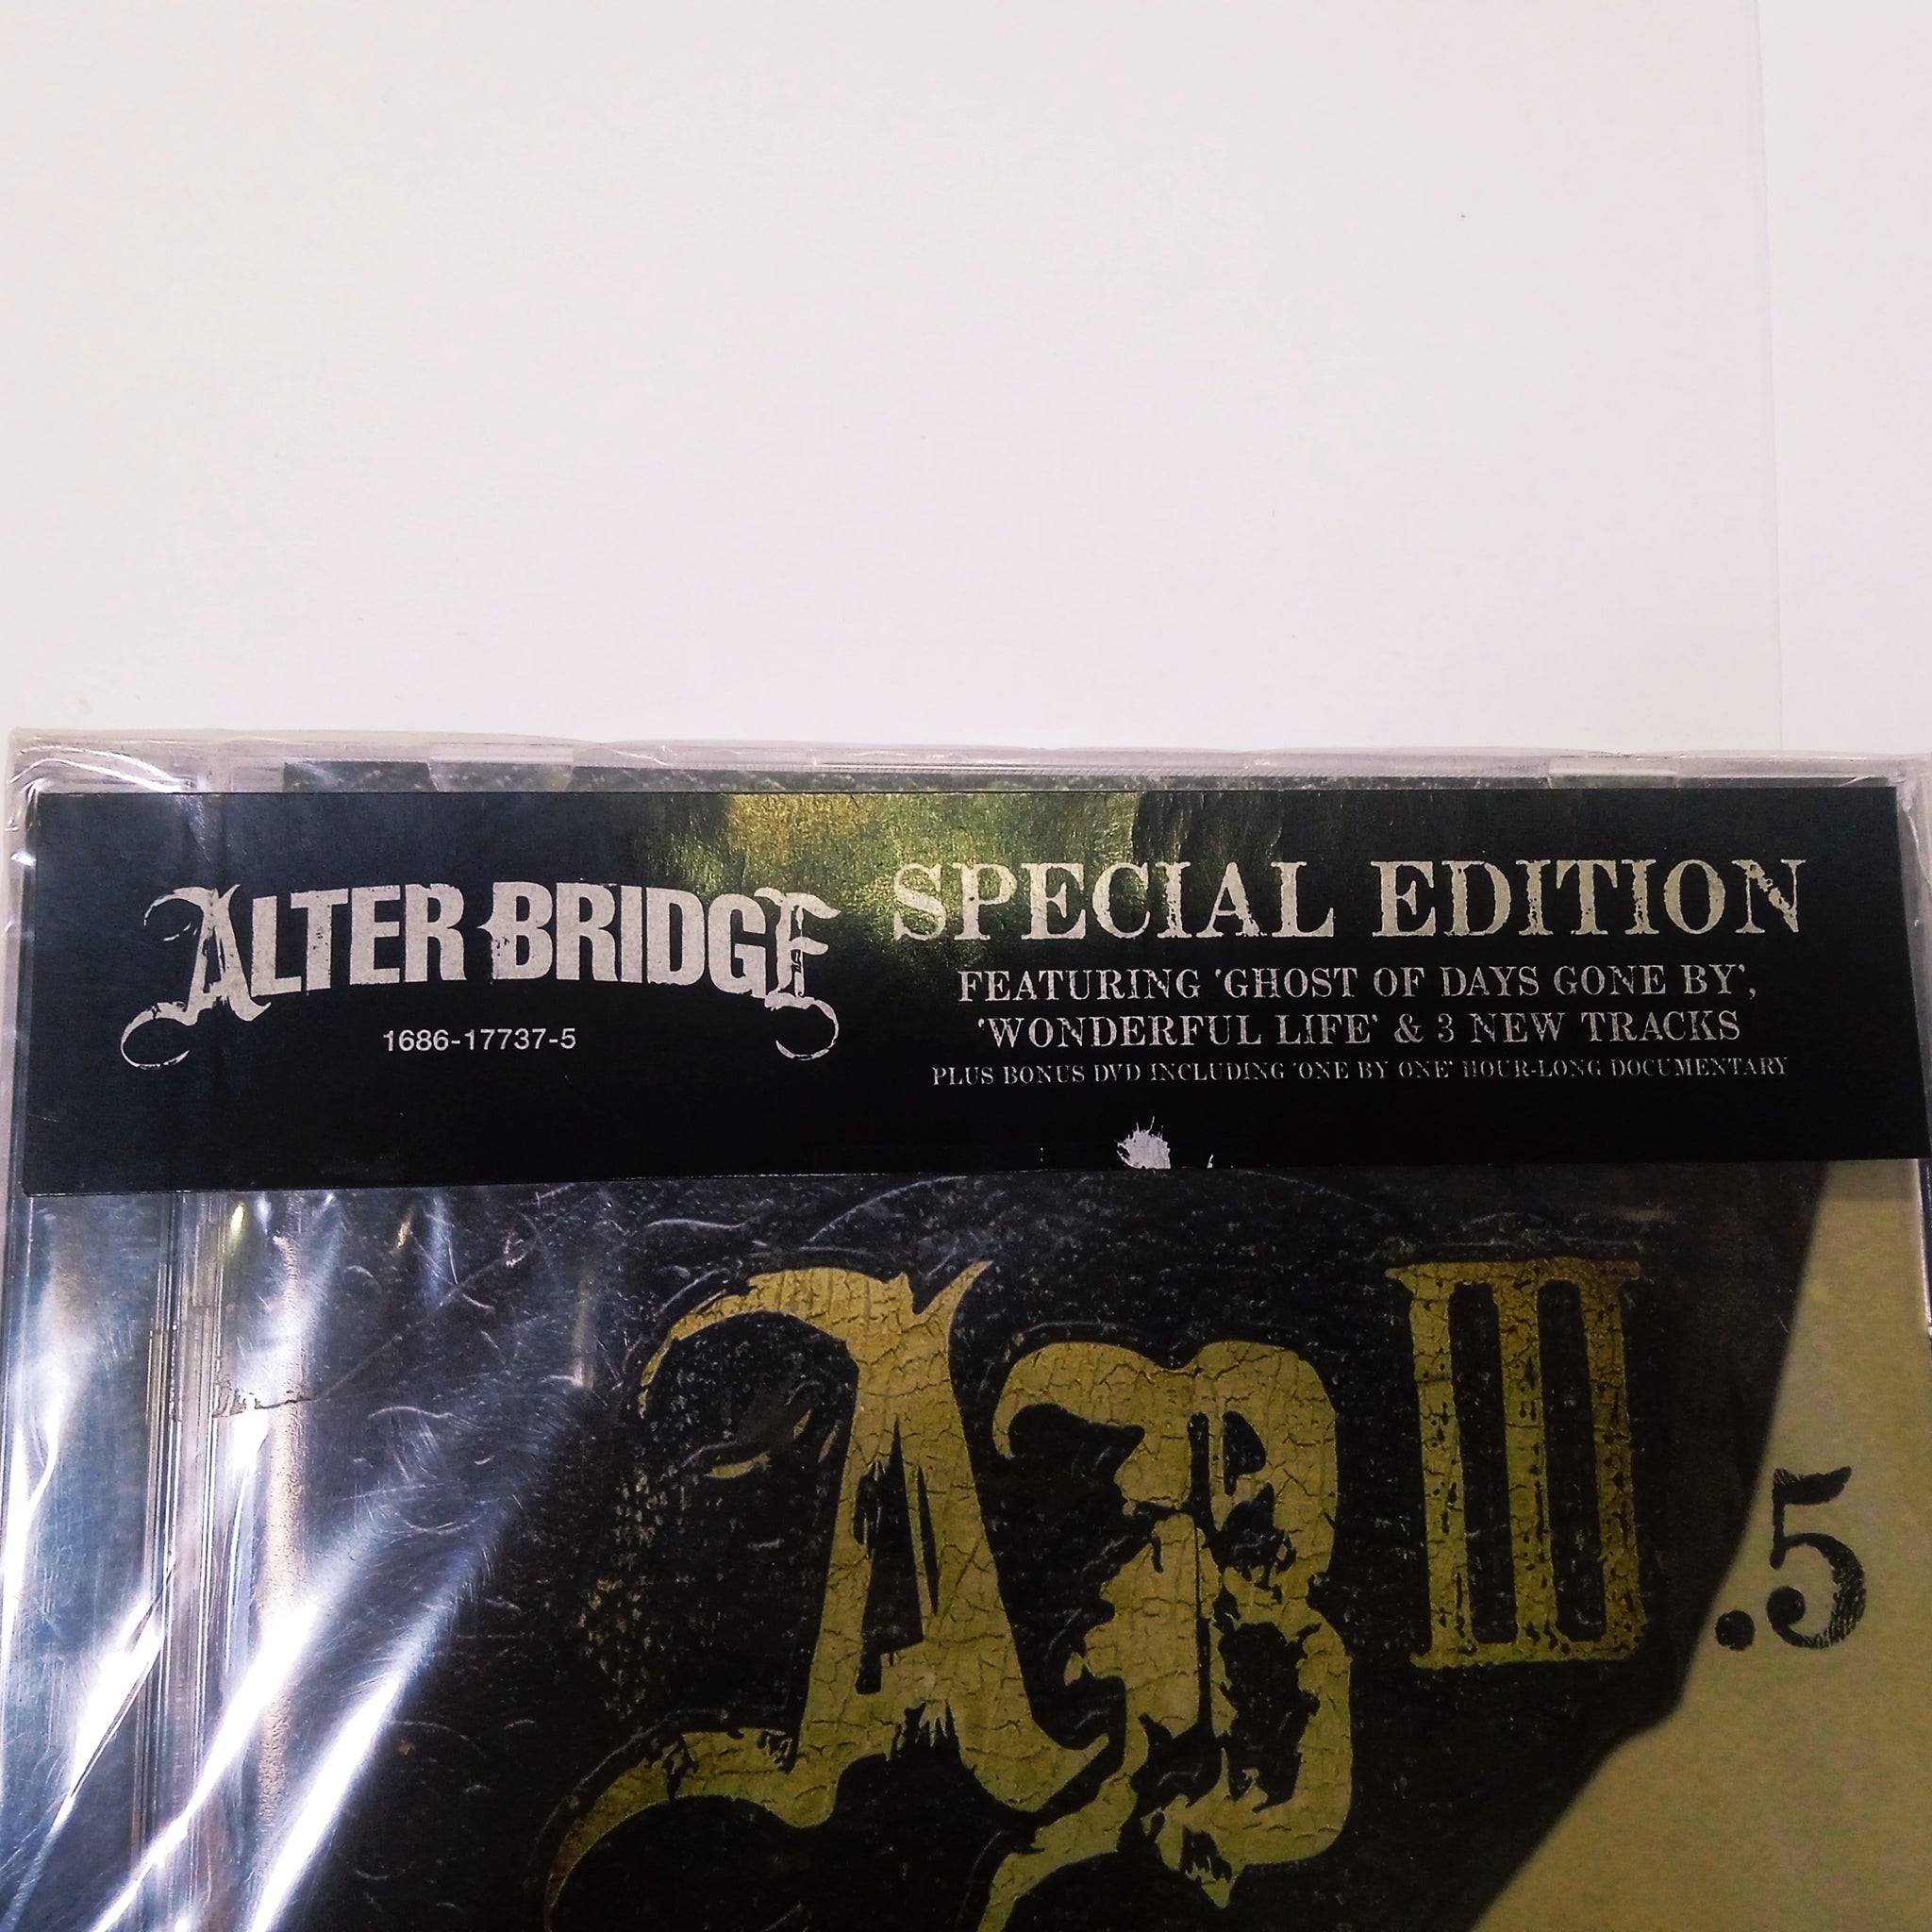 ALTER BRIDGE
1686-17737-5
SPECIAL EDITION
FEATURING 'GHOST OF DAYS GONE BY',
'WONDERFUL LIFE' & 3 NEW TRACKS
PLUS BONUS DVD INCLUDING 'ONE BY ONE' HOUR-LONG DOCUMENTARY
AB III .5